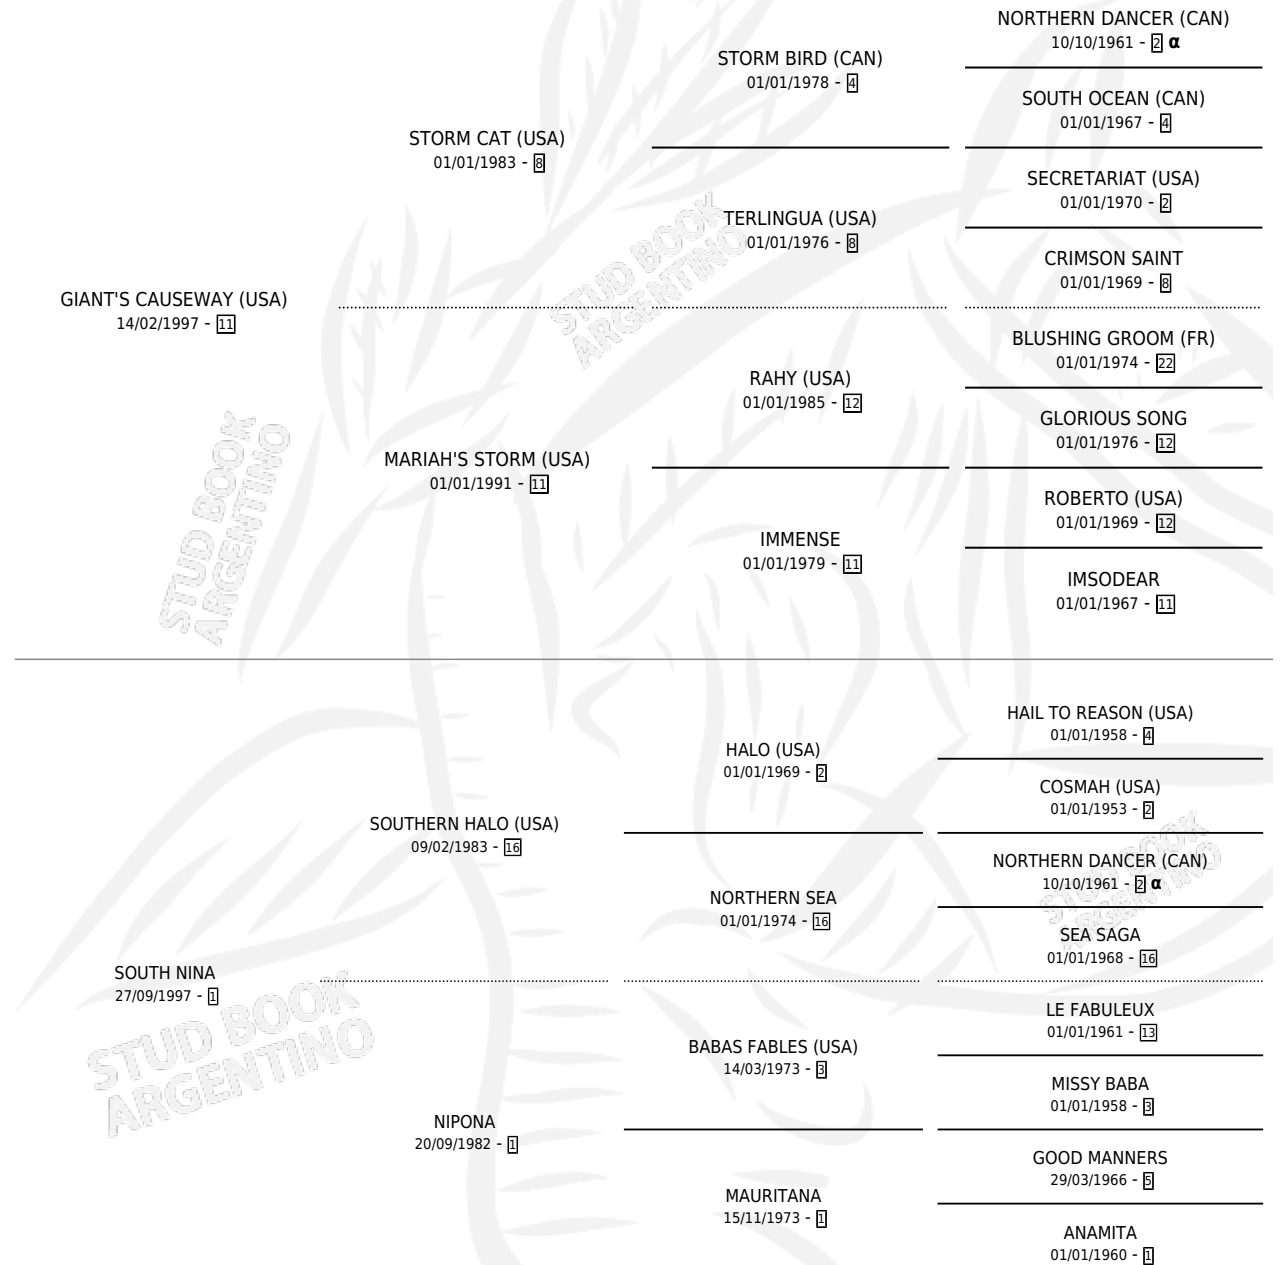 NORTHERN DANCER (CAN)
10/10/1961 - 2 α
STORM BIRD (CAN)
01/01/1978 - 4
SOUTH OCEAN (CAN)
01/01/1967 - 4
STORM CAT (USA)
01/01/1983 - 8
SECRETARIAT (USA)
01/01/1970 - 2
TERLINGUA (USA)
01/01/1976 - 8
CRIMSON SAINT
01/01/1969 - 8
GIANT'S CAUSEWAY (USA)
14/02/1997 - 11
BLUSHING GROOM (FR)
01/01/1974 - 22
RAHY (USA)
01/01/1985 - 12
GLORIOUS SONG
01/01/1976 - 12
MARIAH'S STORM (USA)
01/01/1991 - 11
ROBERTO (USA)
01/01/1969 - 12
IMMENSE
01/01/1979 - 11
IMSODEAR
01/01/1967 - 11
HAIL TO REASON (USA)
01/01/1958 - 4
HALO (USA)
01/01/1969 - 2
COSMAH (USA)
01/01/1953 - 2
SOUTHERN HALO (USA)
09/02/1983 - 16
NORTHERN DANCER (CAN)
10/10/1961 - 2 α
NORTHERN SEA
01/01/1974 - 16
SEA SAGA
01/01/1968 - 16
SOUTH NINA
27/09/1997 - 1
LE FABULEUX
01/01/1961 - 13
BABAS FABLES (USA)
14/03/1973 - 3
MISSY BABA
01/01/1958 - 3
NIPONA
20/09/1982 - 1
GOOD MANNERS
29/03/1966 - 5
MAURITANA
15/11/1973 - 1
ANAMITA
01/01/1960 - 1
STUD BOOK
ARGENTINO
STUD BOOK
ARGENTINO
STUD BOOK
ARGENTINO
STUD BOOK
ARGENTINO